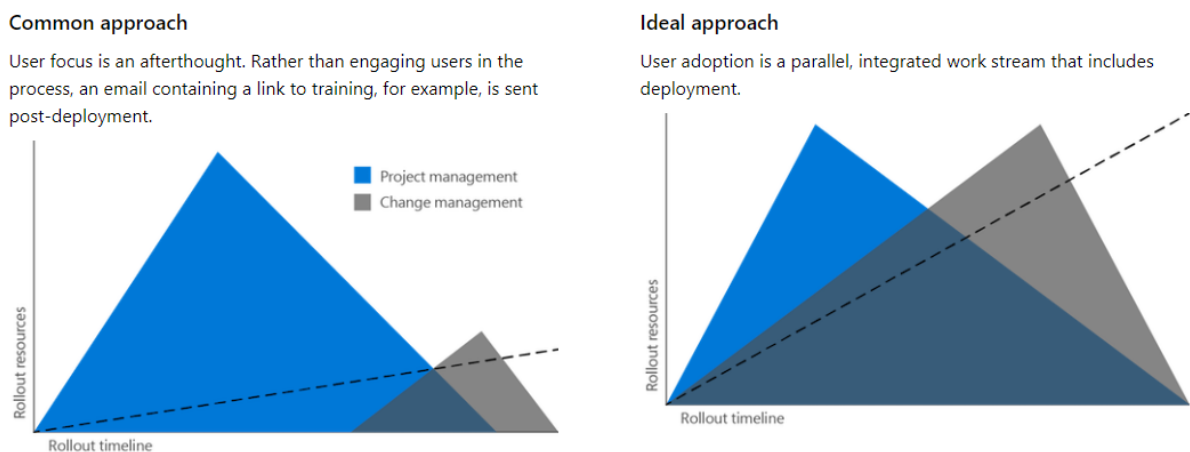 Common approach
User focus is an afterthought. Rather than engaging users in the
process, an email containing a link to training, for example, is sent
post-deployment.
Project management
Change management
Rollout resources
Rollout timeline
Ideal approach
User adoption is a parallel, integrated work stream that includes
deployment.
Rollout resources
Rollout timeline